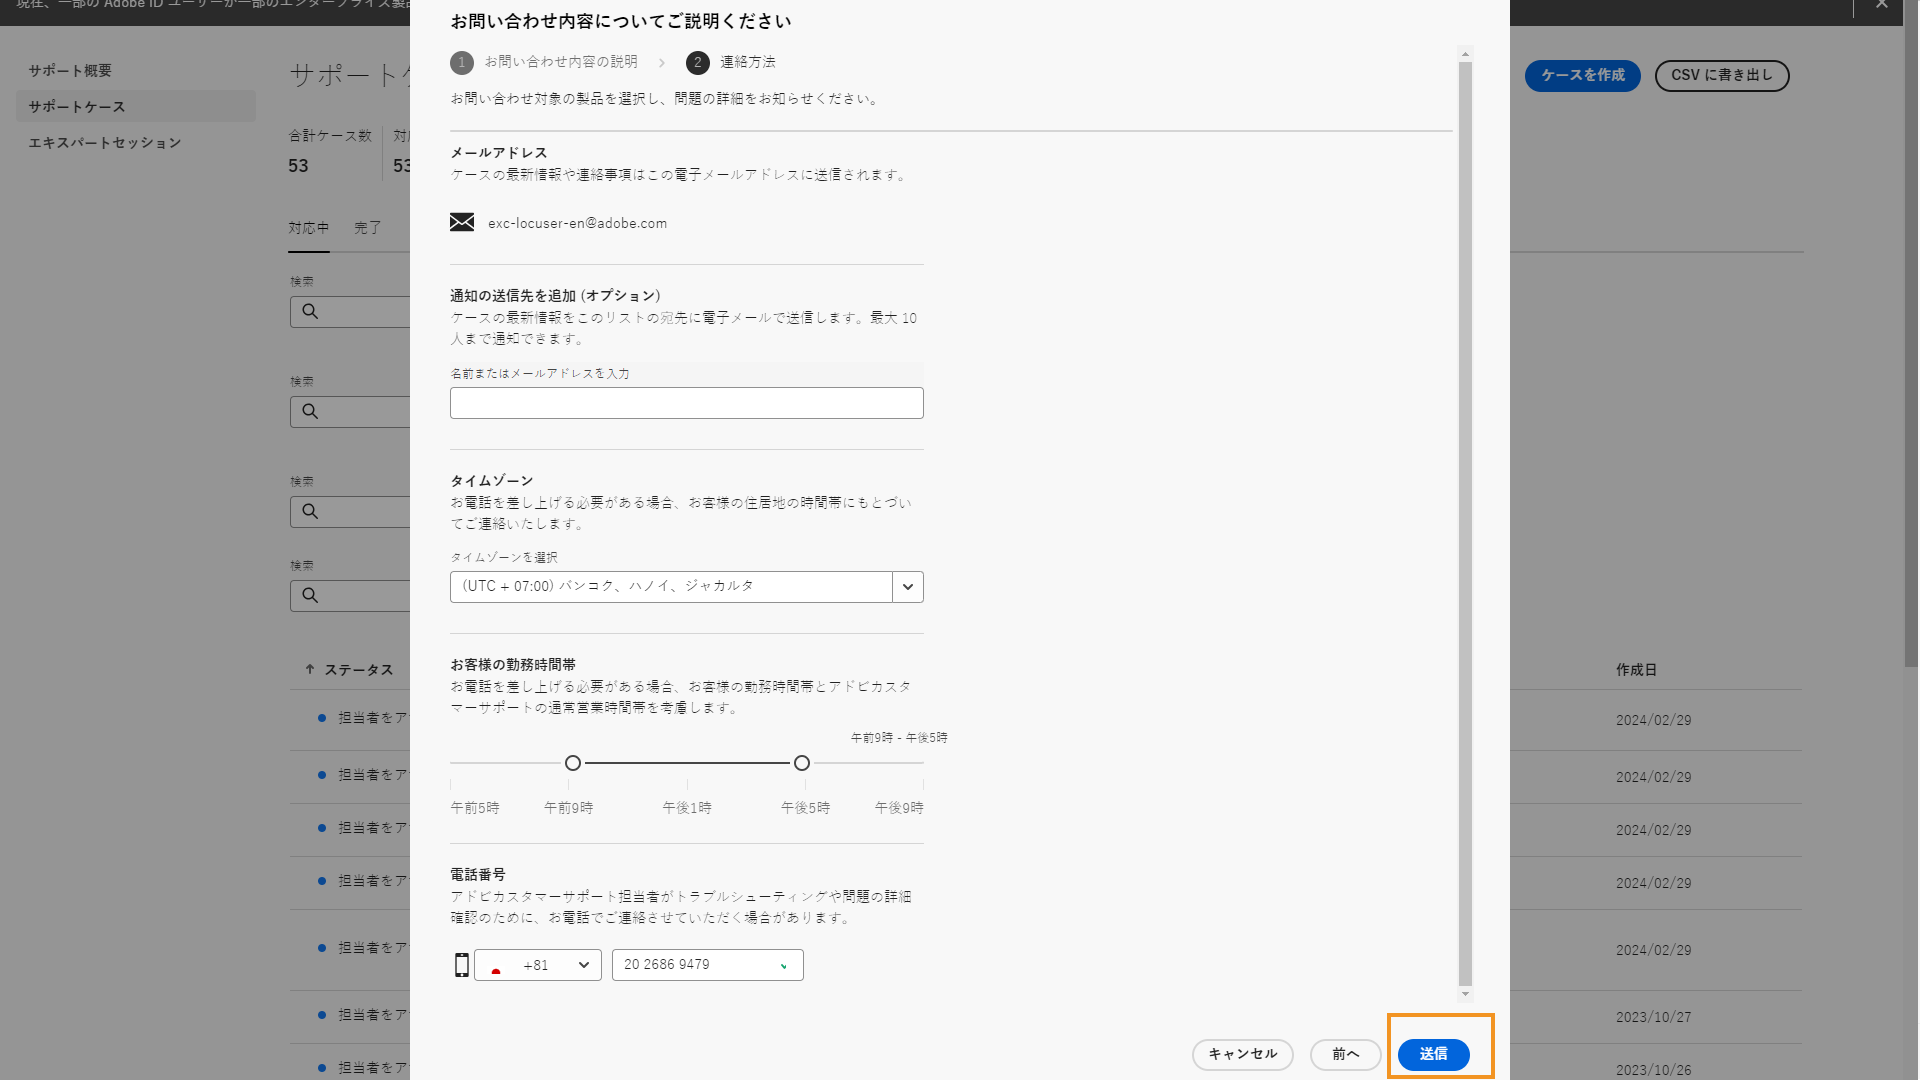 現在、一部の Adobe ID ユーザーが一部のエンタープライズ製品
サポート概要
サポートケース
エキスパートセッション
サポートケ
ケースを作成
CSV に書き出し
合計ケース数
53
対応
53
対応中
完了
検索
検索
検索
検索
ステータス
作成日
担当者をア
2024/02/29
担当者をア
2024/02/29
担当者をア
2024/02/29
担当者をア
2024/02/29
担当者をア
2024/02/29
担当者をア
2023/10/27
担当者をア
2023/10/26
お問い合わせ内容についてご説明ください
1 お問い合わせ内容の説明
2 連絡方法
お問い合わせ対象の製品を選択し、問題の詳細をお知らせください。
メールアドレス
ケースの最新情報や連絡事項はこの電子メールアドレスに送信されます。
exc-locuser-en@adobe.com
通知の送信先を追加 (オプション)
ケースの最新情報をこのリストの宛先に電子メールで送信します。最大 10
人まで通知できます。
名前またはメールアドレスを入力
タイムゾーン
お電話を差し上げる必要がある場合、お客様の住居地の時間帯にもとづい
てご連絡いたします。
タイムゾーンを選択
(UTC + 07:00) バンコク、ハノイ、ジャカルタ
お客様の勤務時間帯
お電話を差し上げる必要がある場合、お客様の勤務時間帯とアドビカスタ
マーサポートの通常営業時間帯を考慮します。
午前9時 - 午後5時
午前5時
午前9時
午後1時
午後5時
午後9時
電話番号
アドビカスタマーサポート担当者がトラブルシューティングや問題の詳細
確認のために、お電話でご連絡させていただく場合があります。
+81
20 2686 9479
キャンセル
前へ
送信